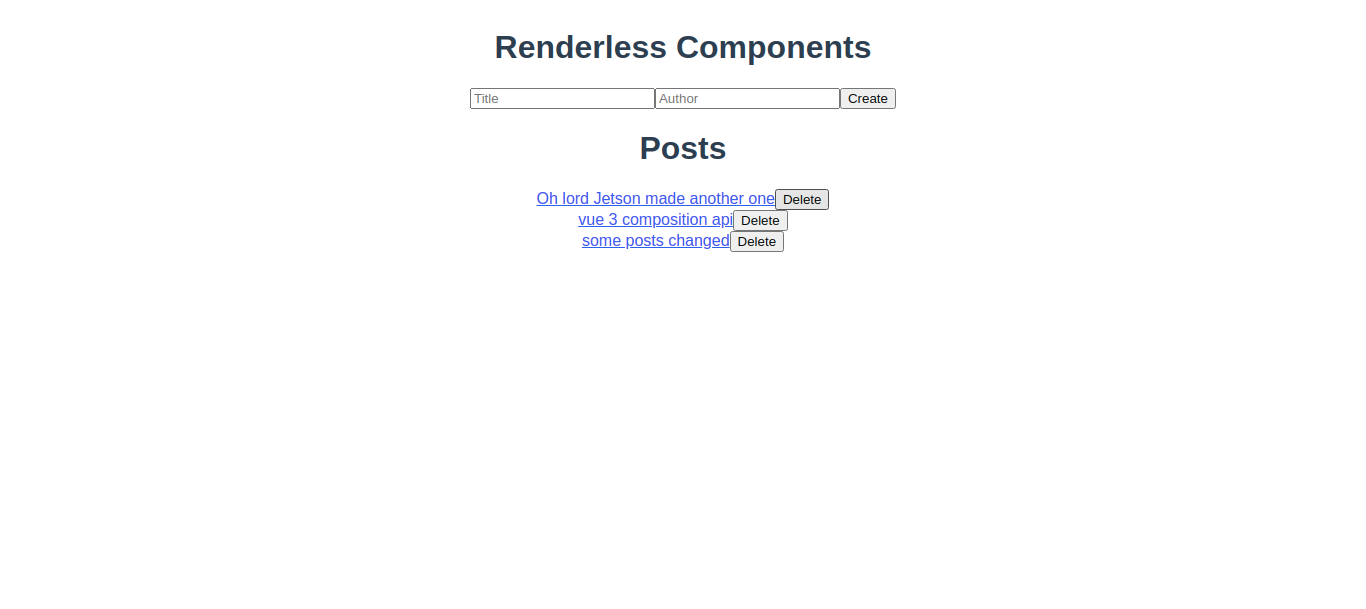 Renderless Components
Title Author Create
Posts
Oh lord Jetson made another one Delete
vue 3 composition api Delete
some posts changed Delete